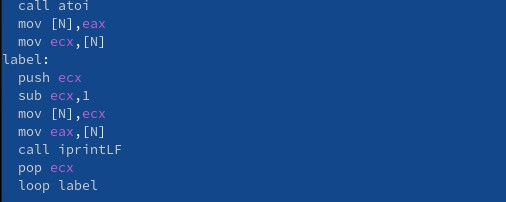 call atoi
mov [N],eax
mov ecx,[N]
label:
push ecx
sub ecx,1
mov [N],ecx
mov eax,[N]
call iprintLF
pop ecx
loop label